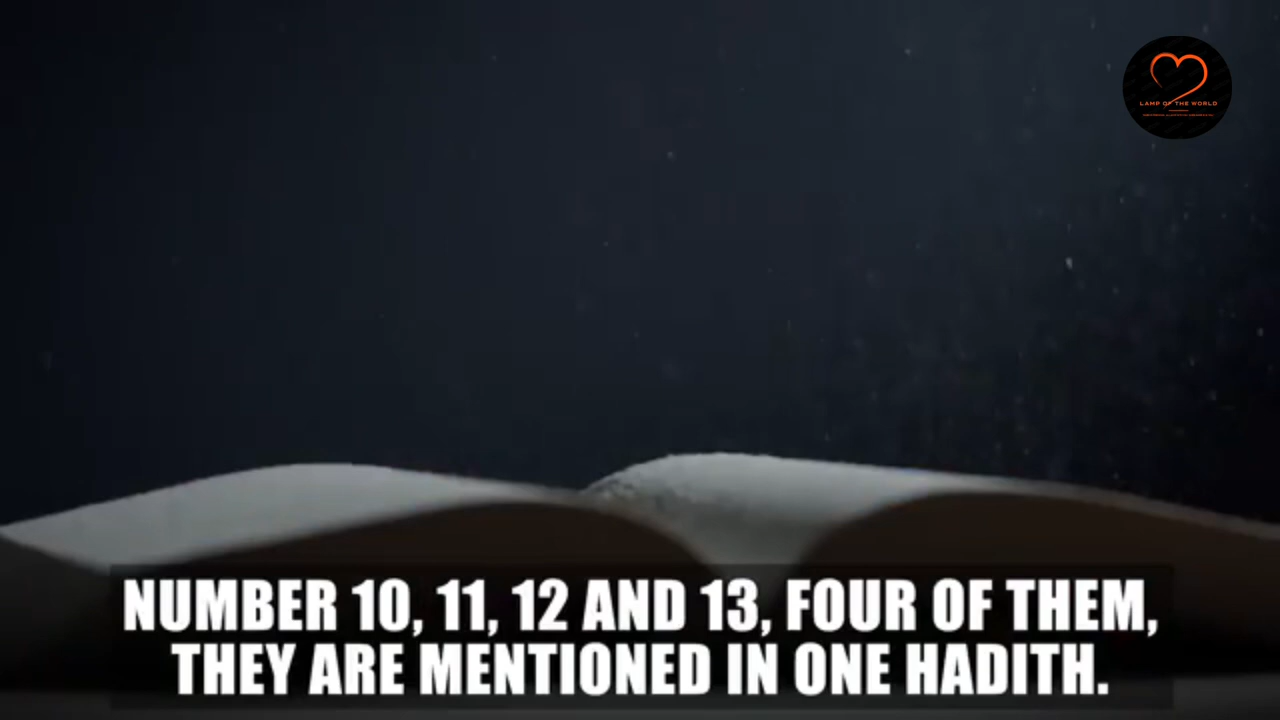 LAMP OF THE WORLD
NUMBER 10, 11, 12 AND 13, FOUR OF THEM,
THEY ARE MENTIONED IN ONE HADITH.